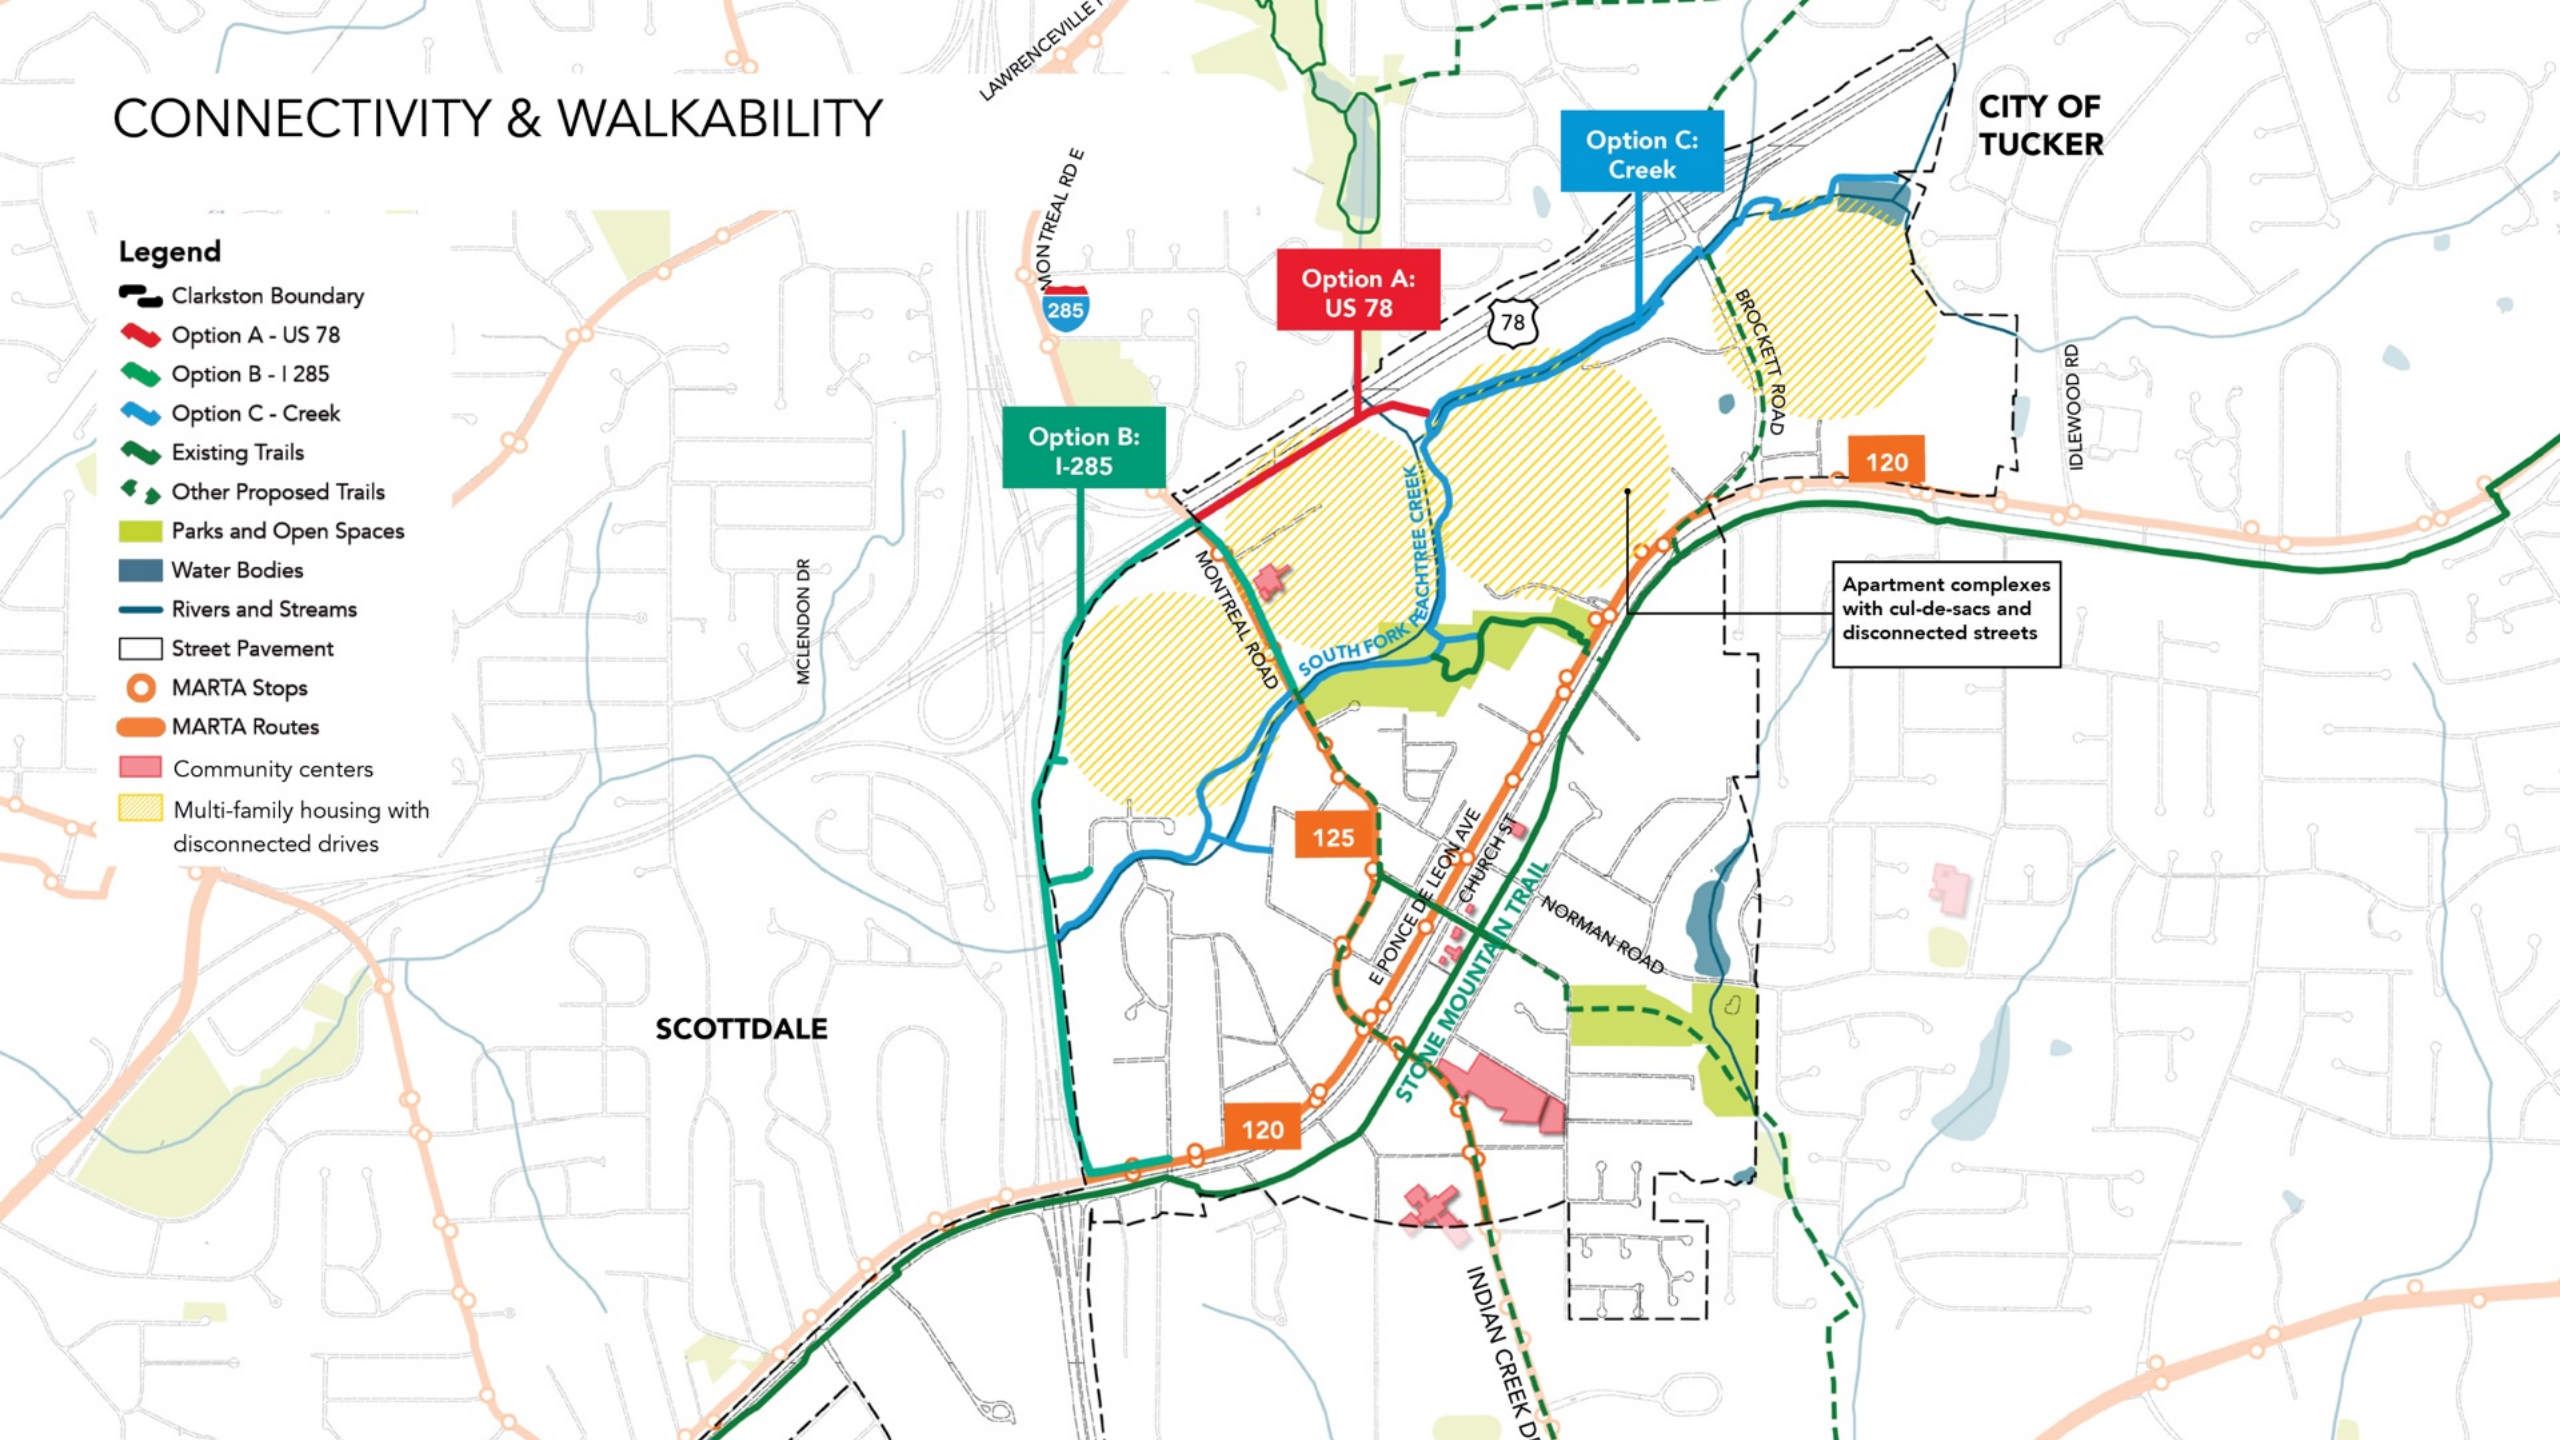 CONNECTIVITY & WALKABILITY
Legend
Clarkston Boundary
Option A - US 78
Option B - I 285
Option C - Creek
Existing Trails
Other Proposed Trails
Parks and Open Spaces
Water Bodies
Rivers and Streams
Street Pavement
MARTA Stops
MARTA Routes
Community centers
Multi-family housing with
disconnected drives
LAWRENCEVILLE
MONTREAL RD E
285
Option A:
US 78
Option B:
I-285
Option C:
Creek
78
CITY OF
TUCKER
BROCKETT ROAD
IDLEWOOD RD
120
MCLENDON DR
MONTREAL ROAD
SOUTH FORK PEACHTREE CREEK
Apartment complexes
with cul-de-sacs and
disconnected streets
125
E PONCE DE LEON AVE
CHURCH ST
NORMAN ROAD
STONE MOUNTAIN TRAIL
SCOTTDALE
120
INDIAN CREEK